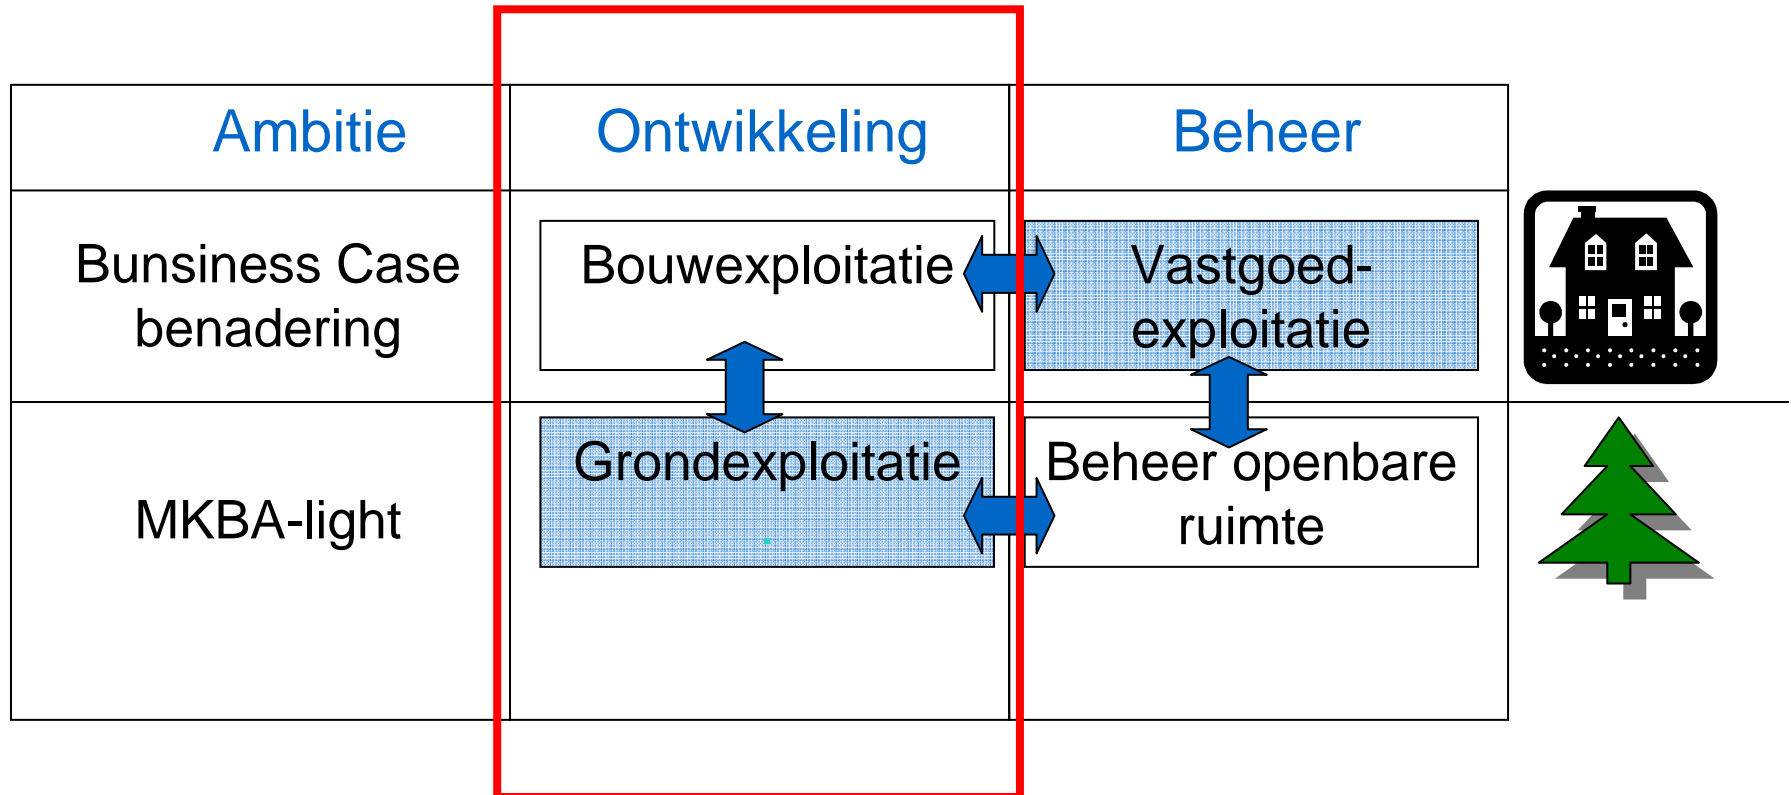 Ambitie
Ontwikkeling
Beheer
Bunsiness Case
benadering
Bouwexploitatie
Vastgoed-
exploitatie
MKBA-light
Grondexploitatie
Beheer openbare
ruimte